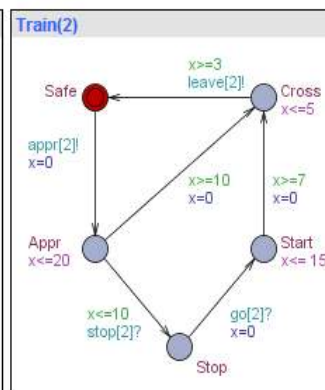 Train(2)
x>=3
leave[2]!
Safe
Cross
x<=5
appr[2]!
x=0
x>=10
x=0
x>=7
x=0
Appr
x<=20
Start
x<= 15
x<=10
stop[2]?
go[2]?
x=0
Stop